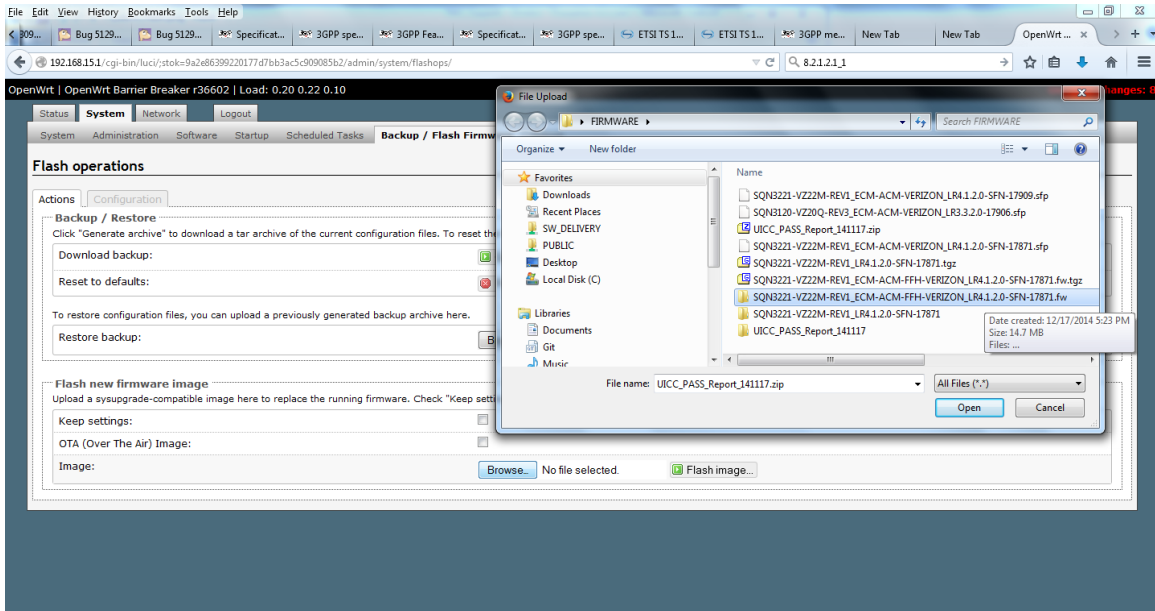 File Edit View History Bookmarks Tools Help
309... Bug 5129... Bug 5129... Specificat... 3GPP spe... 3GPP Fea... Specificat... 3GPP spe... ETSI TS 1... ETSI TS 1... 3GPP me... New Tab New Tab OpenWrt ...
192.168.15.1/cgi-bin/luci/;stok=9a2e86399220177d7bb3ac5c909085b2/admin/system/flashops/ 8.2.1.2.1_1
OpenWrt | OpenWrt Barrier Breaker r36602 | Load: 0.20 0.22 0.10
hanges: 8
Status System Network Logout
System Administration Software Startup Scheduled Tasks Backup / Flash Firmw
Flash operations
Actions Configuration
Backup / Restore
Click "Generate archive" to download a tar archive of the current configuration files. To reset the
Download backup:
Reset to defaults:
To restore configuration files, you can upload a previously generated backup archive here.
Restore backup:
B
Flash new firmware image
Upload a sysupgrade-compatible image here to replace the running firmware. Check "Keep setti
Keep settings:
OTA (Over The Air) Image:
Image:
Browse... No file selected. Flash image...
File Upload
FIRMWARE Search FIRMWARE
Organize New folder
Favorites
Downloads
Recent Places
SW_DELIVERY
PUBLIC
Desktop
Local Disk (C)
Libraries
Documents
Git
Music
Name
SQN3221-VZ22M-REV1_ECM-ACM-VERIZON_LR4.1.2.0-SFN-17909.sfp
SQN3120-VZ20Q-REV3_ECM-ACM-VERIZON_LR3.3.2.0-17906.sfp
UICC_PASS_Report_141117.zip
SQN3221-VZ22M-REV1_ECM-ACM-VERIZON_LR4.1.2.0-SFN-17871.sfp
SQN3221-VZ22M-REV1_LR4.1.2.0-SFN-17871.tgz
SQN3221-VZ22M-REV1_ECM-ACM-FFH-VERIZON_LR4.1.2.0-SFN-17871.fw.tgz
SQN3221-VZ22M-REV1_ECM-ACM-FFH-VERIZON_LR4.1.2.0-SFN-17871.fw
SQN3221-VZ22M-REV1_LR4.1.2.0-SFN-17871
UICC_PASS_Report_141117
Date created: 12/17/2014 5:23 PM
Size: 14.7 MB
Files: ...
File name: UICC_PASS_Report_141117.zip All Files (*.*)
Open Cancel